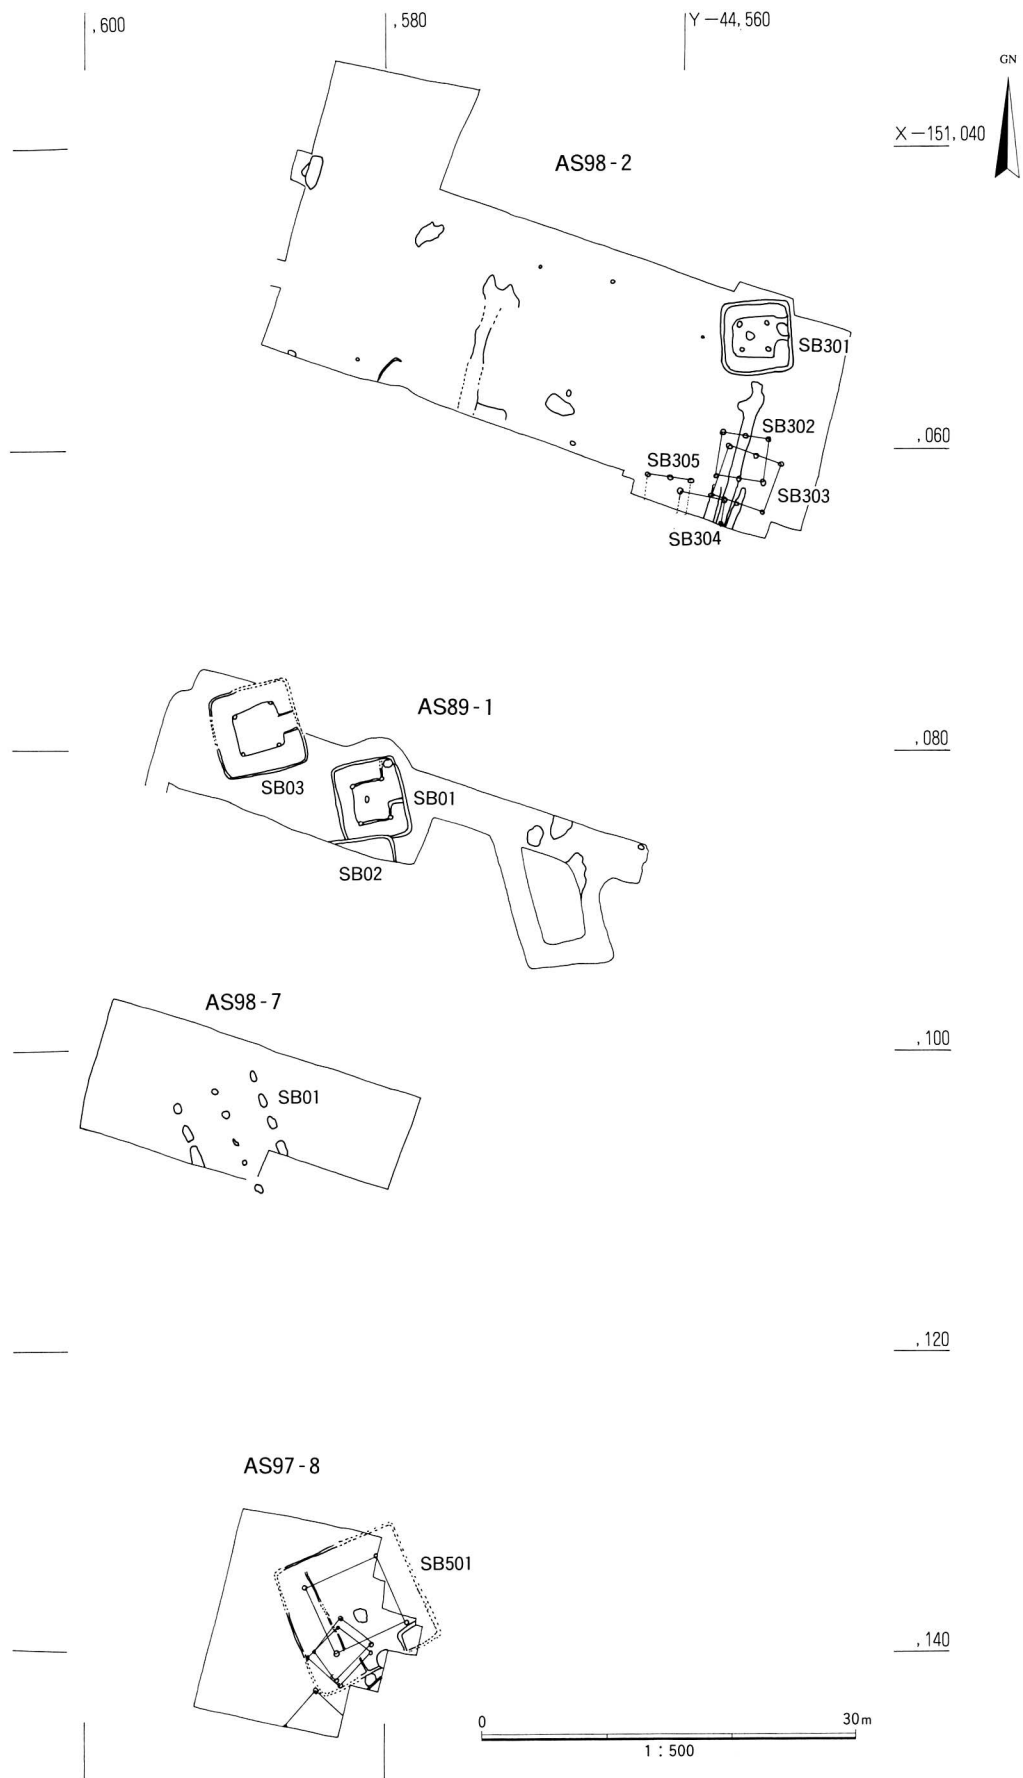 ,600
,580
Y-44,560
GN
X-151,040
AS98-2
SB301
SB302
,060
SB305
SB303
SB304
AS89-1
,080
SB03
SB01
SB02
AS98-7
,100
SB01
,120
AS97-8
SB501
,140
0
30m
1:500